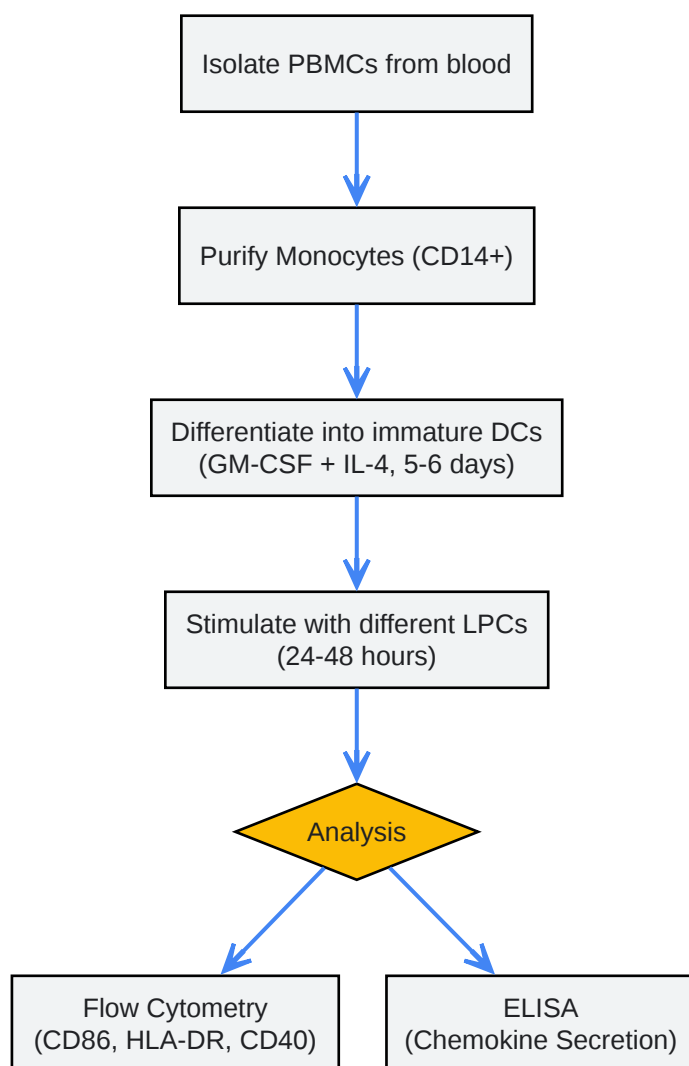 Isolate PBMCs from blood
Purify Monocytes (CD14+)
Differentiate into immature DCs
(GM-CSF + IL-4, 5-6 days)
Stimulate with different LPCs
(24-48 hours)
Analysis
Flow Cytometry
(CD86, HLA-DR, CD40)
ELISA
(Chemokine Secretion)